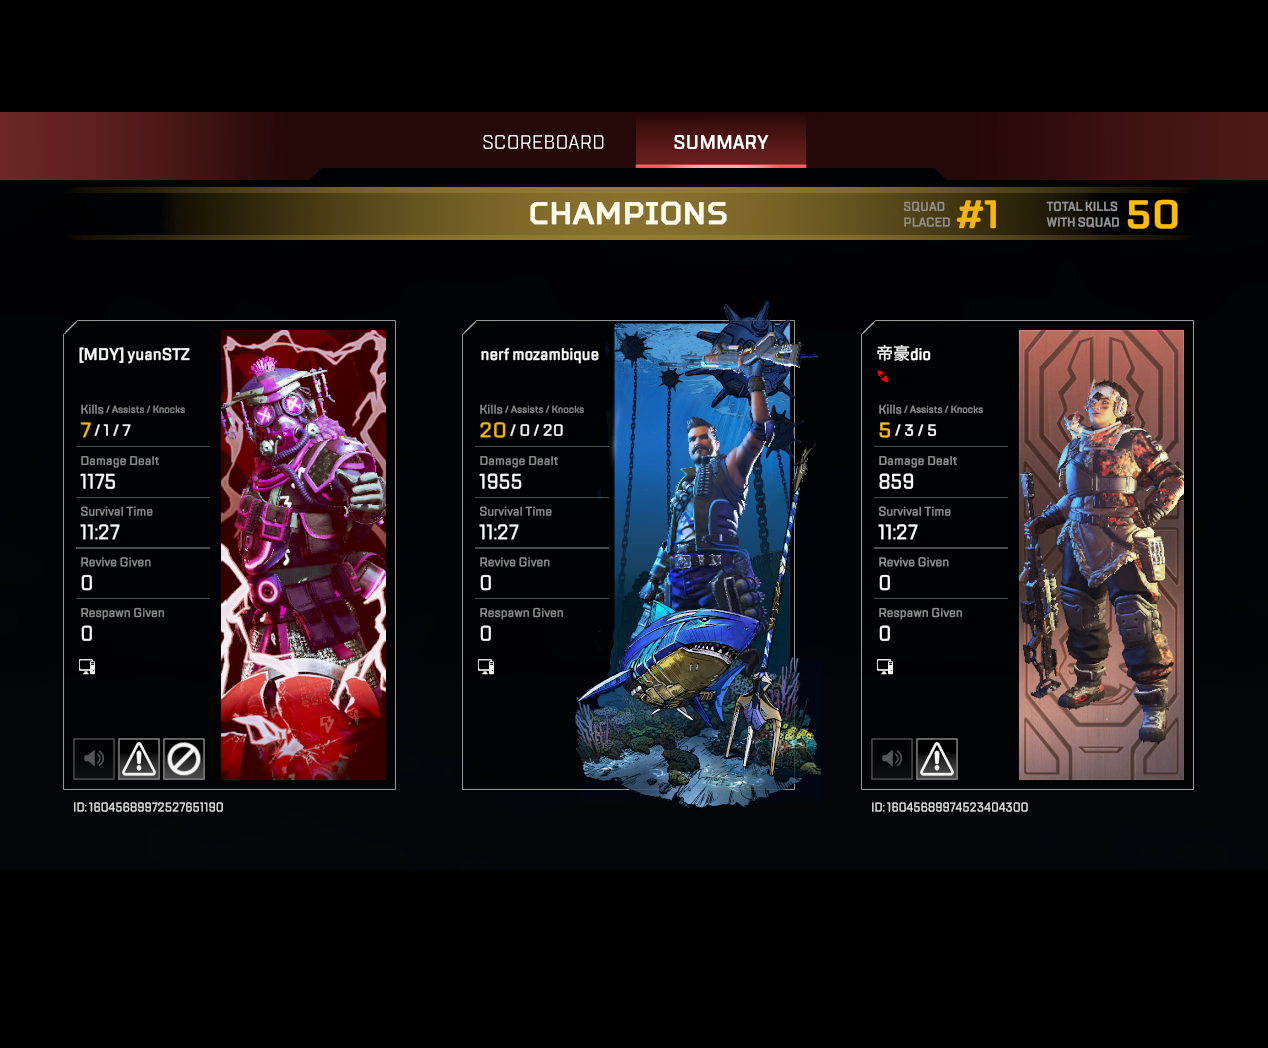 SCOREBOARD
SUMMARY
CHAMPIONS
SQUAD PLACED #1
TOTAL KILLS WITH SQUAD 50
[MDY] yuanSTZ
Kills / Assists / Knocks
7 / 1 / 7
Damage Dealt
1175
Survival Time
11:27
Revive Given
0
Respawn Given
0
ID: 16045689972527651190
nerf mozambique
Kills / Assists / Knocks
20 / 0 / 20
Damage Dealt
1955
Survival Time
11:27
Revive Given
0
Respawn Given
0
帝豪dio
Kills / Assists / Knocks
5 / 3 / 5
Damage Dealt
859
Survival Time
11:27
Revive Given
0
Respawn Given
0
ID: 16045689974523404300